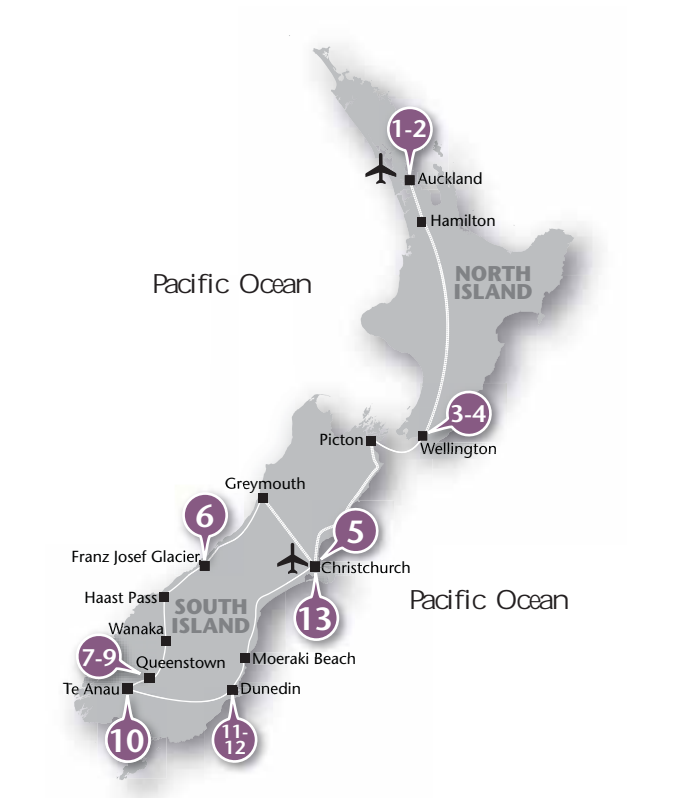 1-2
Auckland
Hamilton
Pacific Ocean
NORTH
ISLAND
3-4
Picton
Wellington
Greymouth
6
5
Franz Josef Glacier
Christchurch
Haast Pass
SOUTH
ISLAND
Pacific Ocean
13
Wanaka
7-9
Queenstown
Moeraki Beach
Te Anau
Dunedin
10
11-
12